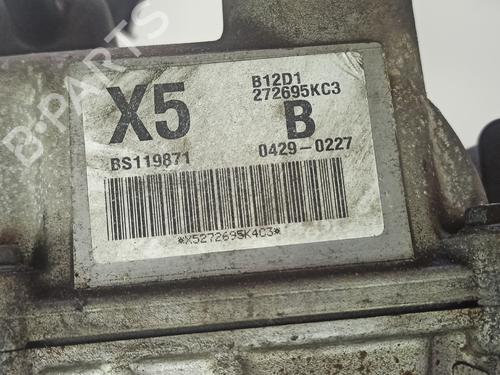 B-PARTS
X5
B12D1
272695KC3
B
BS119871
0429-0227
*X5272695K4C3*